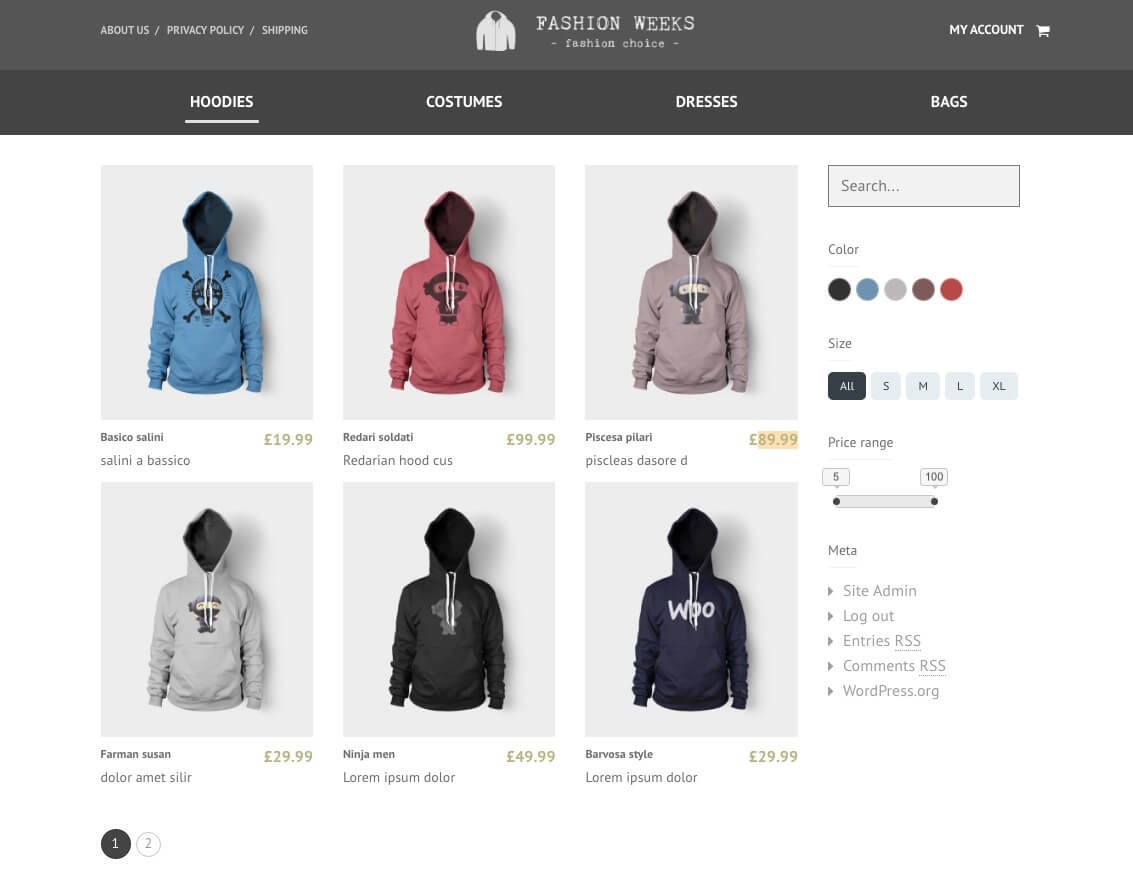 ABOUT US / PRIVACY POLICY / SHIPPING
FASHION WEEKS
- fashion choice -
MY ACCOUNT
HOODIES COSTUMES DRESSES BAGS
Search...
Color
Size
All S M L XL
Price range
5 100
Meta
Site Admin
Log out
Entries RSS
Comments RSS
WordPress.org
Basico salini £19.99
salini a bassico
Redari soldati £99.99
Redarian hood cus
Piscesa pilari £89.99
piscleas dasore d
Woo
Farman susan £29.99
dolor amet silir
Ninja men £49.99
Lorem ipsum dolor
Barvosa style £29.99
Lorem ipsum dolor
1 2